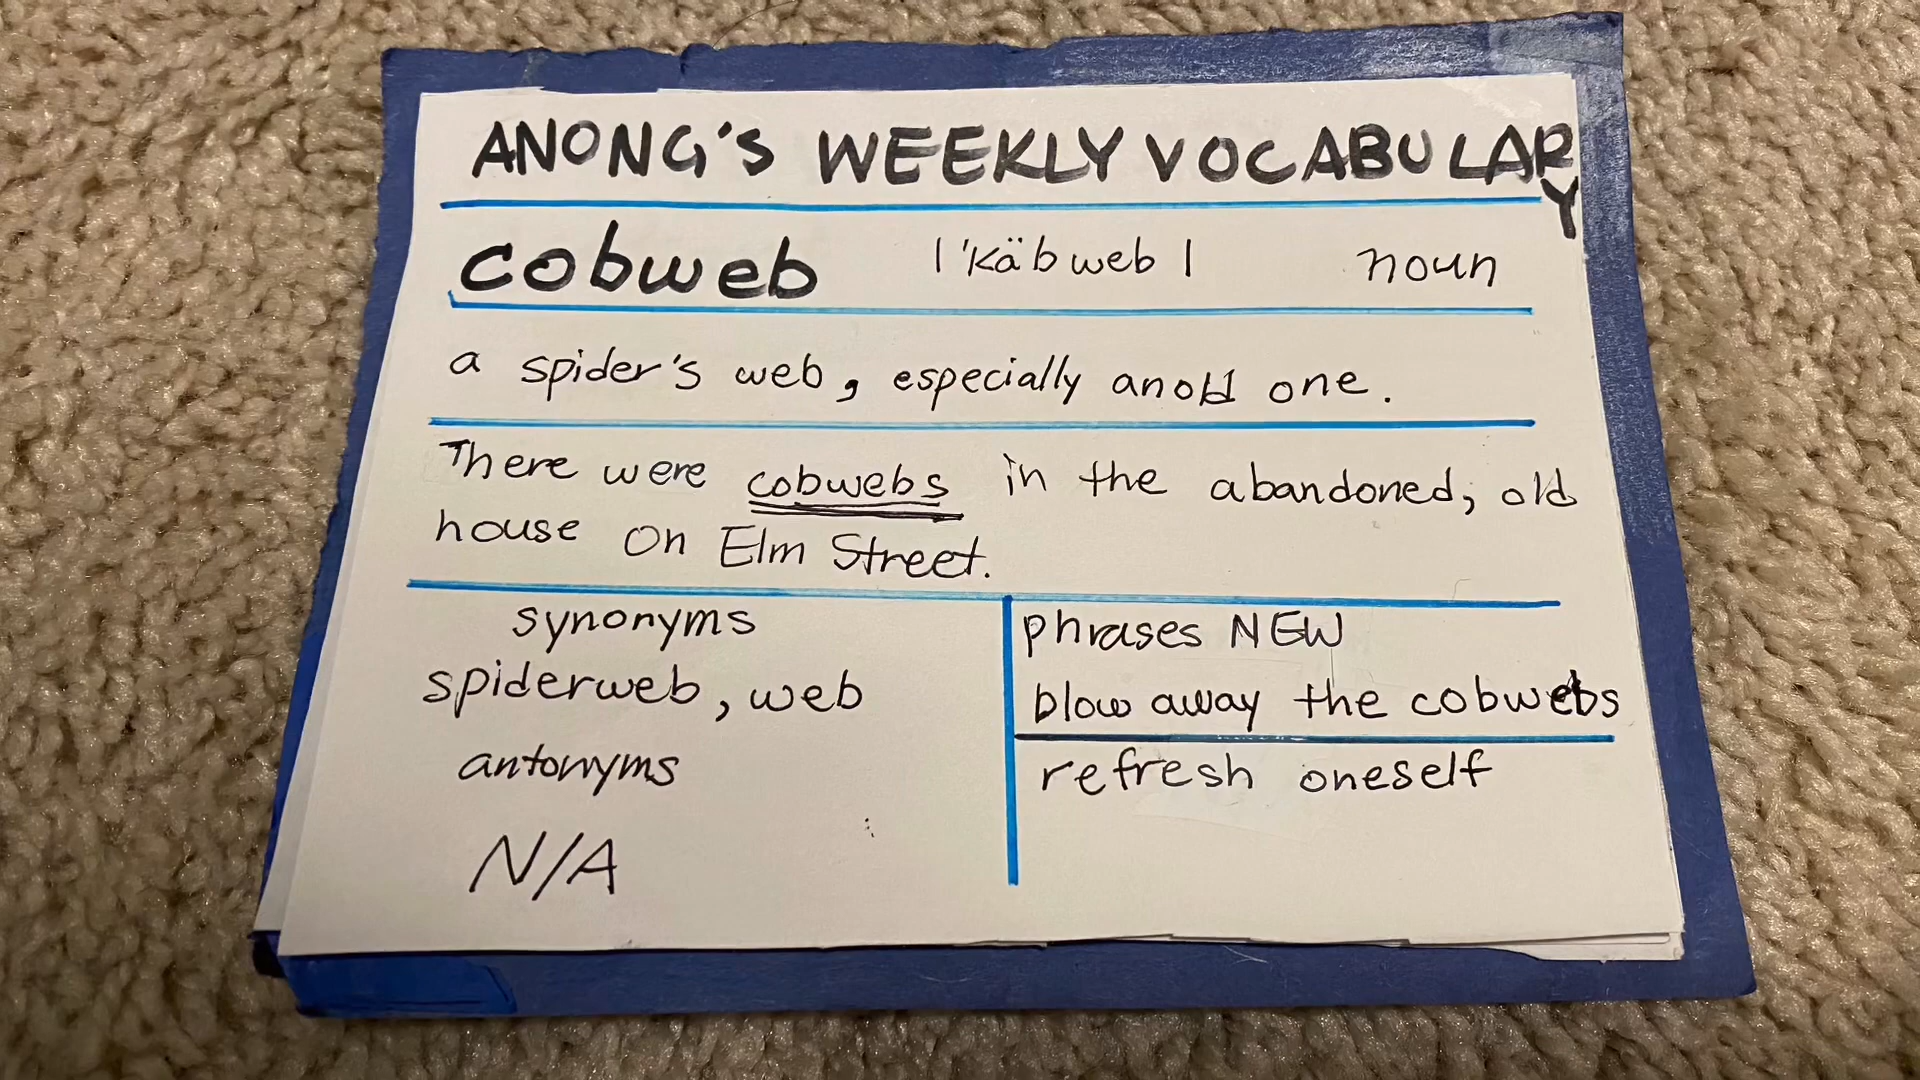 ANONG'S WEEKLY VOCABULARY
cobweb |'käbweb| noun
a spider's web, especially an old one.
There were cobwebs in the abandoned, old
house on Elm Street.
synonyms
spiderweb, web
antonyms
N/A
phrases NEW
blow away the cobwebs
refresh oneself